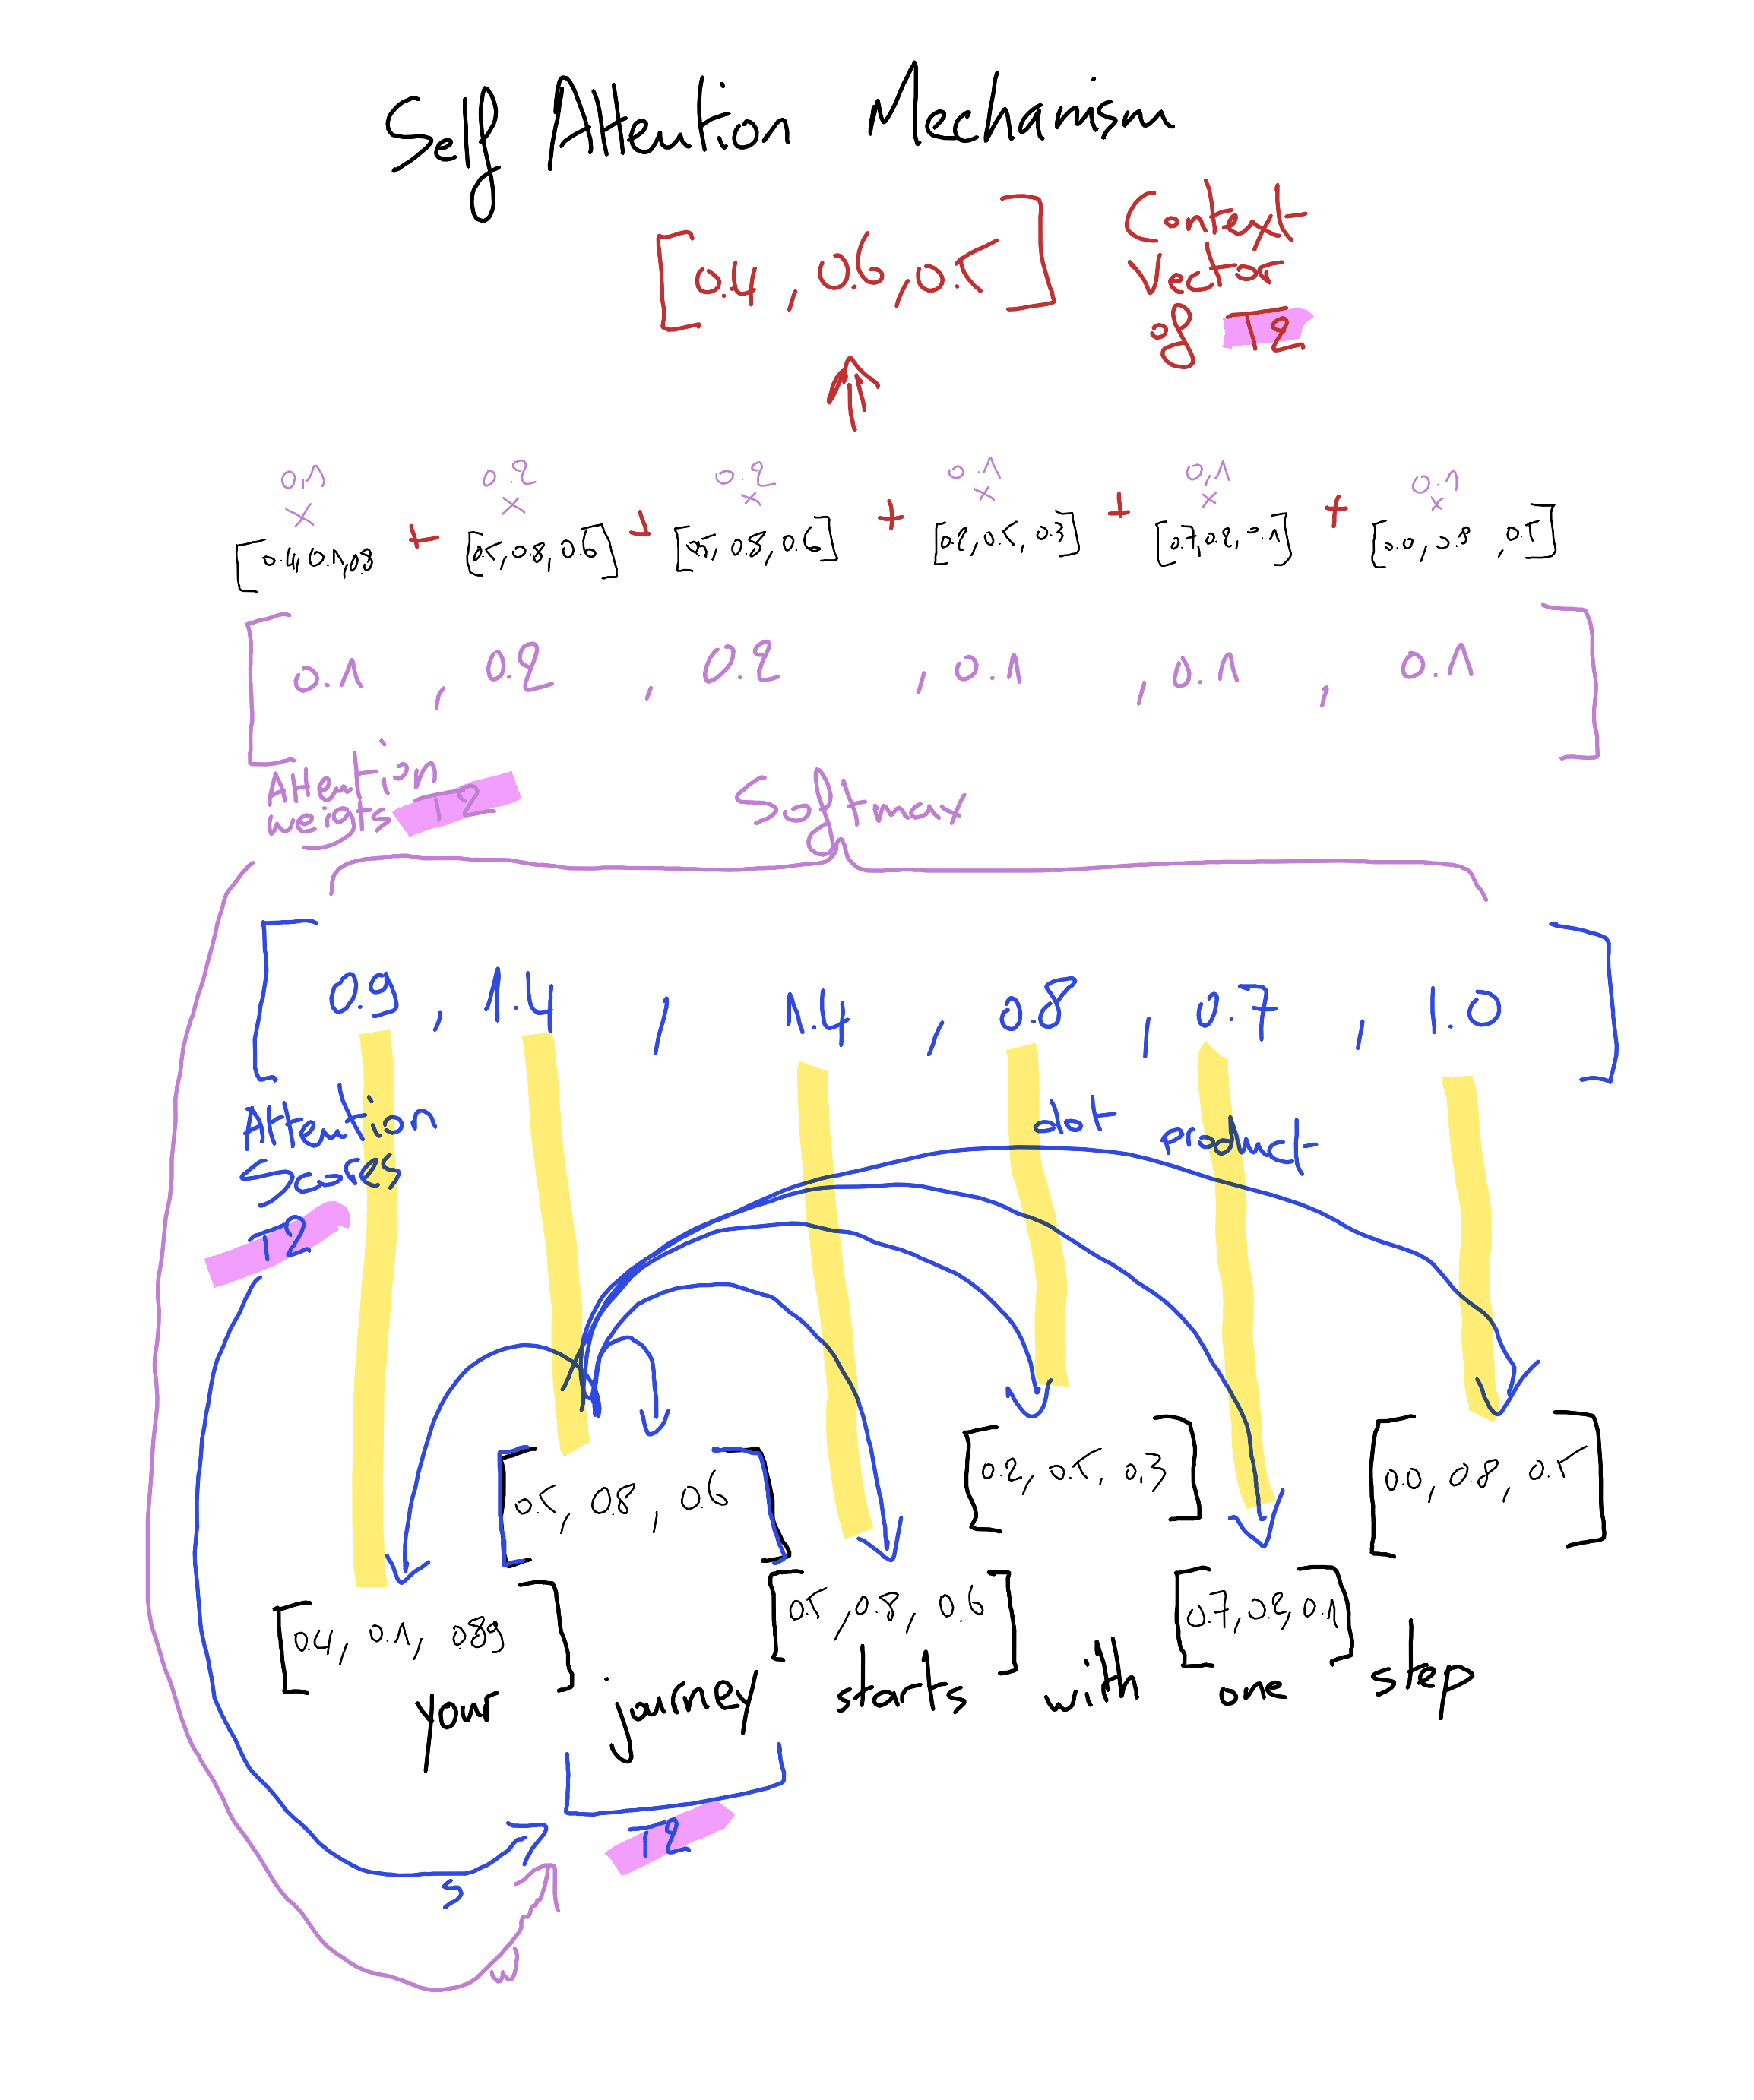 Self Attention Mechanism
[0.4, 0.6, 0.5]
Context
Vector
of T2
0.1 0.2 0.2 0.1 0.1 0.1
x x x x x x
[0.4, 0.1, 0.8 + [0.5, 0.8, 0.6] + [0.5, 0.8, 0.6] + [0.2, 0.5, 0.3] + [0.7, 0.2, 0.1] + [0.0, 0.8, 0.5]
[0.1, 0.2, 0.2, 0.1, 0.1, 0.1]
Attention
weigts T2
Softmax
[0.9, 1.4, 1.4, 0.8, 0.7, 1.0]
Attention
Scores
T2
dot product
[0.5, 0.8, 0.6] [0.2, 0.5, 0.3] [0.0, 0.8, 0.5]
[0.4, 0.1, 0.89] [0.5, 0.8, 0.6] [0.7, 0.2, 0.1]
your journey starts with one step
T2
s
w